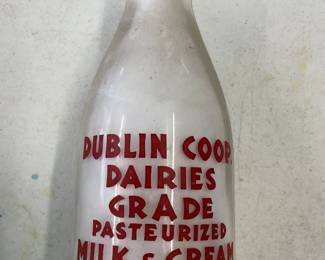 DUBLIN COOP.
DAIRIES
GRADE
PASTEURIZED
MILK & CREAM